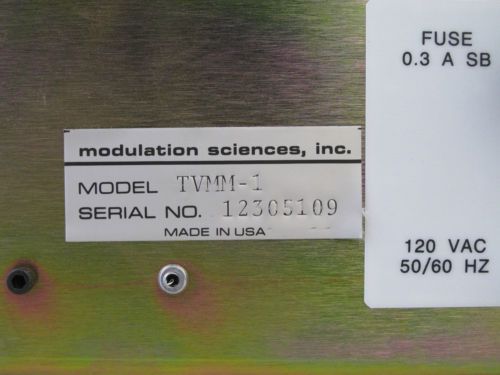 FUSE
0.3 A SB
modulation sciences, inc.
MODEL TVMM-1
SERIAL NO. 12305109
MADE IN USA
120 VAC
50/60 HZ